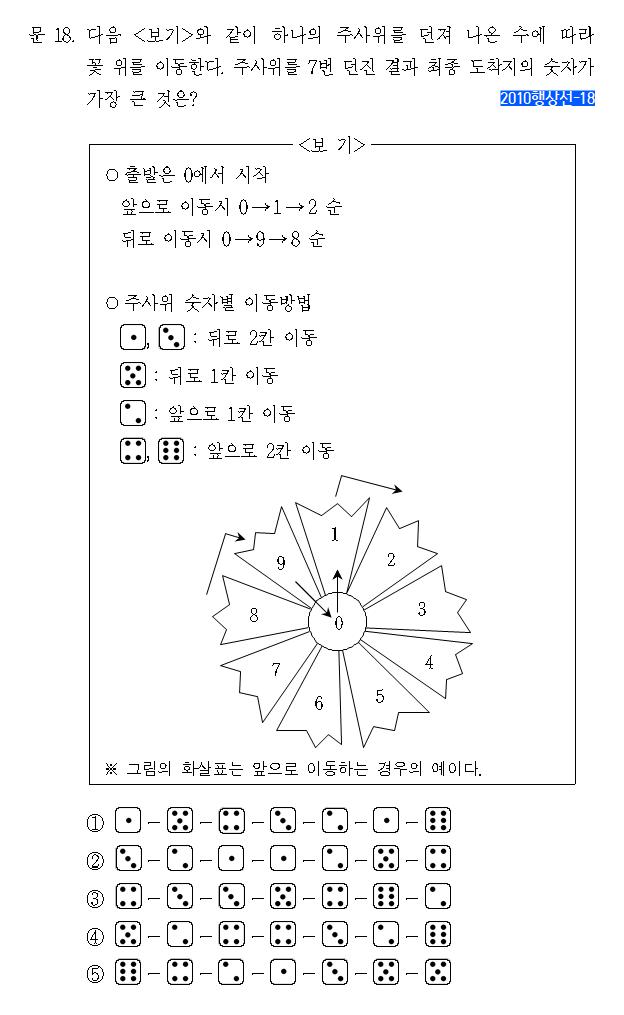 문 18. 다음 <보기>와 같이 하나의 주사위를 던져 나온 수에 따라
꽃 위를 이동한다. 주사위를 7번 던진 결과 최종 도착지의 숫자가
가장 큰 것은?
2010행상선-18
<보 기>
○ 출발은 0에서 시작
앞으로 이동시 0→1→2 순
뒤로 이동시 0→9→8 순
○ 주사위 숫자별 이동방법
⚀, ⚂ : 뒤로 2칸 이동
⚄ : 뒤로 1칸 이동
⚁ : 앞으로 1칸 이동
⚃, ⚅ : 앞으로 2칸 이동
1
9
2
8
0
3
7
4
6
5
※ 그림의 화살표는 앞으로 이동하는 경우의 예이다.
① ⚀ – ⚄ – ⚃ – ⚂ – ⚁ – ⚀ – ⚅
② ⚂ – ⚁ – ⚀ – ⚀ – ⚁ – ⚄ – ⚃
③ ⚃ – ⚂ – ⚂ – ⚄ – ⚃ – ⚅ – ⚁
④ ⚄ – ⚁ – ⚃ – ⚃ – ⚂ – ⚁ – ⚅
⑤ ⚅ – ⚃ – ⚁ – ⚀ – ⚂ – ⚄ – ⚄